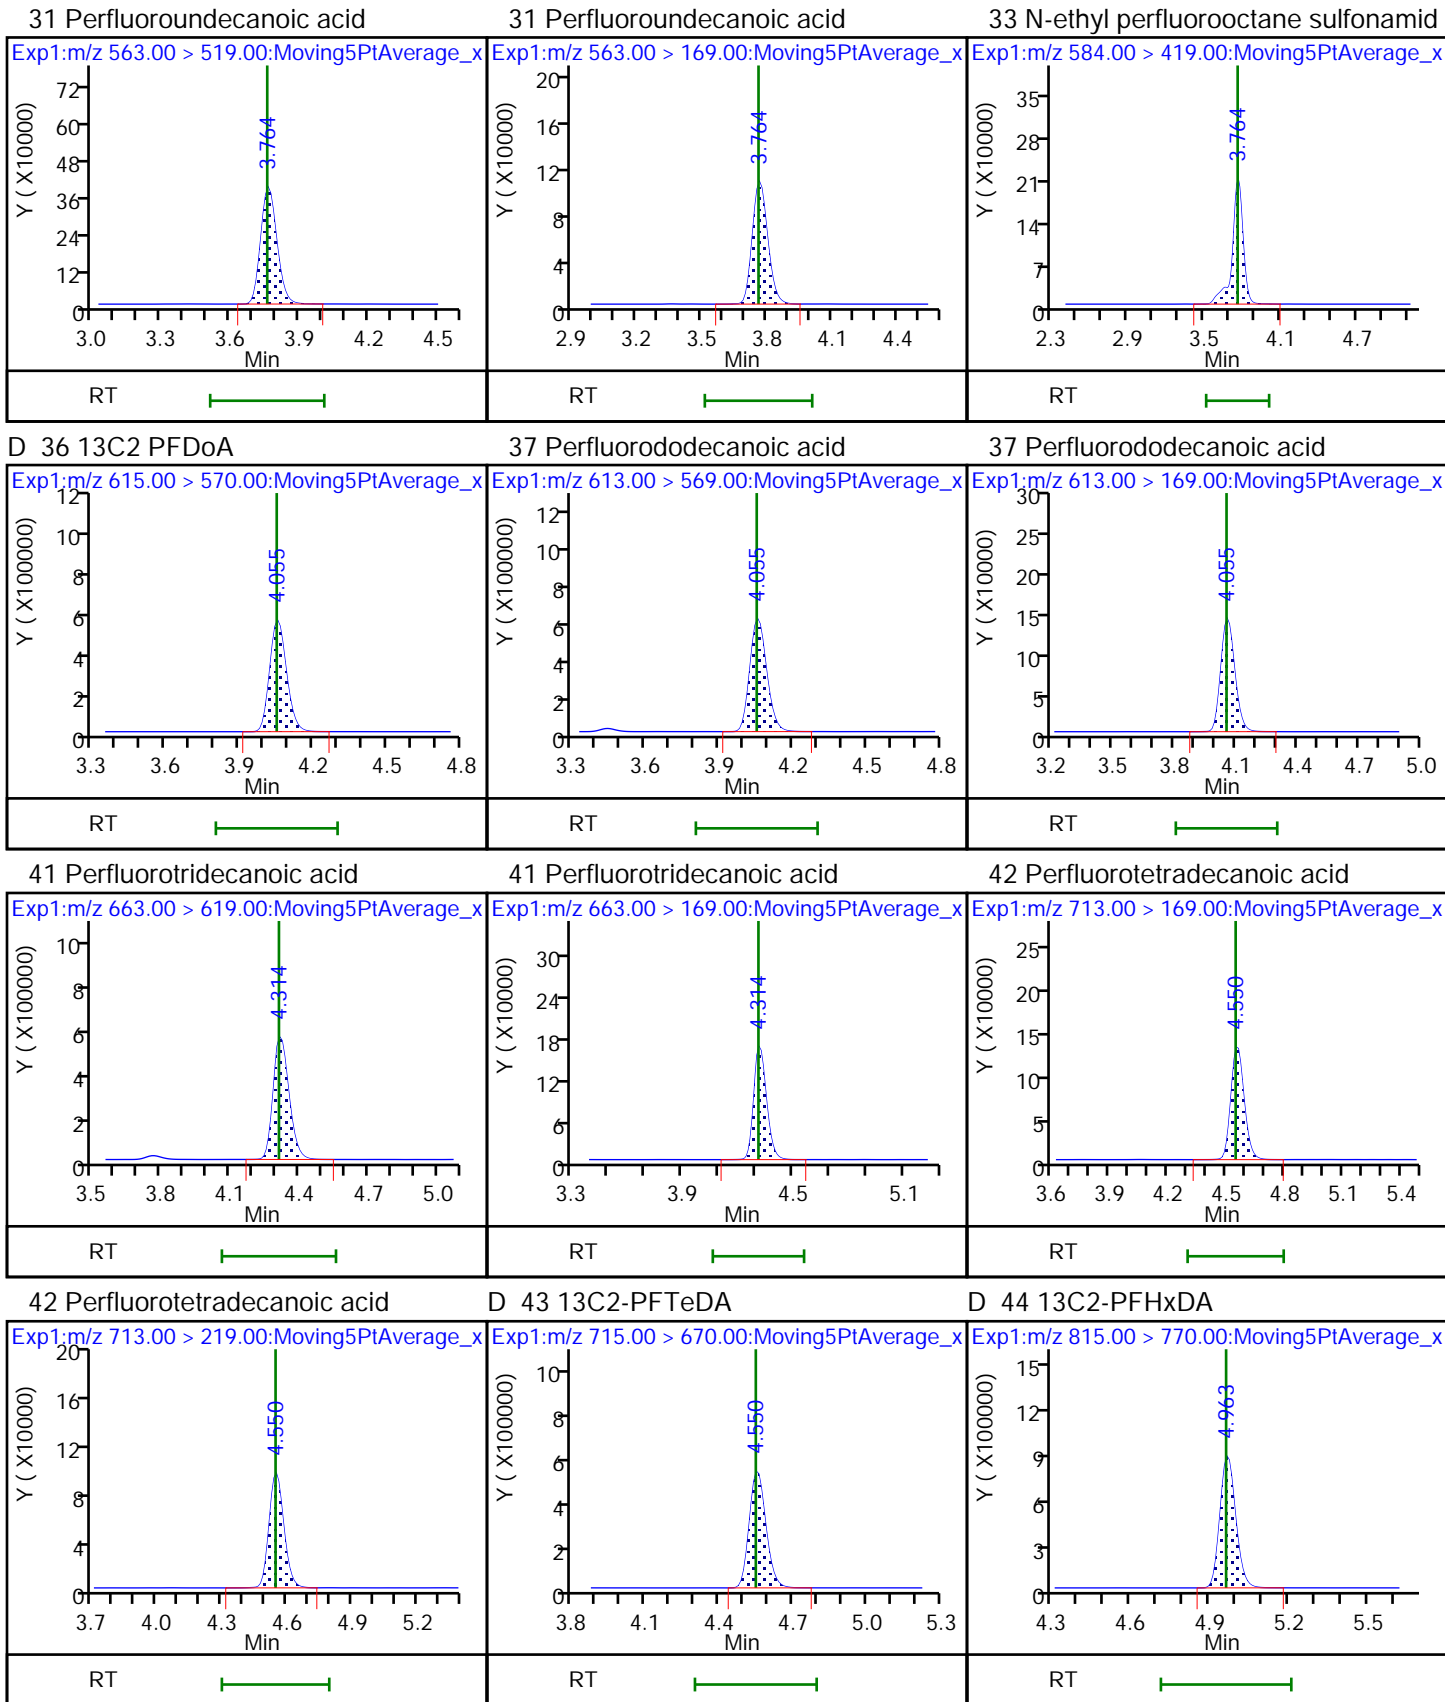 31 Perfluoroundecanoic acid
Exp1:m/z 563.00 > 519.00:Moving5PtAverage_x
Y ( X10000)
72
60
48
36
24
12
0
3.764
3.0 3.3 3.6 3.9 4.2 4.5
Min
RT
31 Perfluoroundecanoic acid
Exp1:m/z 563.00 > 169.00:Moving5PtAverage_x
Y ( X10000)
20
16
12
8
4
0
3.764
2.9 3.2 3.5 3.8 4.1 4.4
Min
RT
33 N-ethyl perfluorooctane sulfonamid
Exp1:m/z 584.00 > 419.00:Moving5PtAverage_x
Y ( X10000)
35
28
21
14
7
0
3.764
2.3 2.9 3.5 4.1 4.7
Min
RT
D 36 13C2 PFDoA
Exp1:m/z 615.00 > 570.00:Moving5PtAverage_x
Y ( X100000)
12
10
8
6
4
2
0
4.055
3.3 3.6 3.9 4.2 4.5 4.8
Min
RT
37 Perfluorododecanoic acid
Exp1:m/z 613.00 > 569.00:Moving5PtAverage_x
Y ( X100000)
12
10
8
6
4
2
0
4.055
3.3 3.6 3.9 4.2 4.5 4.8
Min
RT
37 Perfluorododecanoic acid
Exp1:m/z 613.00 > 169.00:Moving5PtAverage_x
Y ( X10000)
30
25
20
15
10
5
0
4.055
3.2 3.5 3.8 4.1 4.4 4.7 5.0
Min
RT
41 Perfluorotridecanoic acid
Exp1:m/z 663.00 > 619.00:Moving5PtAverage_x
Y ( X100000)
10
8
6
4
2
0
4.314
3.5 3.8 4.1 4.4 4.7 5.0
Min
RT
41 Perfluorotridecanoic acid
Exp1:m/z 663.00 > 169.00:Moving5PtAverage_x
Y ( X10000)
30
24
18
12
6
0
4.314
3.3 3.9 4.5 5.1
Min
RT
42 Perfluorotetradecanoic acid
Exp1:m/z 713.00 > 169.00:Moving5PtAverage_x
Y ( X10000)
25
20
15
10
5
0
4.550
3.6 3.9 4.2 4.5 4.8 5.1 5.4
Min
RT
42 Perfluorotetradecanoic acid
Exp1:m/z 713.00 > 219.00:Moving5PtAverage_x
Y ( X10000)
20
16
12
8
4
0
4.550
3.7 4.0 4.3 4.6 4.9 5.2
Min
RT
D 43 13C2-PFTeDA
Exp1:m/z 715.00 > 670.00:Moving5PtAverage_x
Y ( X100000)
10
8
6
4
2
0
4.550
3.8 4.1 4.4 4.7 5.0 5.3
Min
RT
D 44 13C2-PFHxDA
Exp1:m/z 815.00 > 770.00:Moving5PtAverage_x
Y ( X100000)
15
12
9
6
3
0
4.963
4.3 4.6 4.9 5.2 5.5
Min
RT